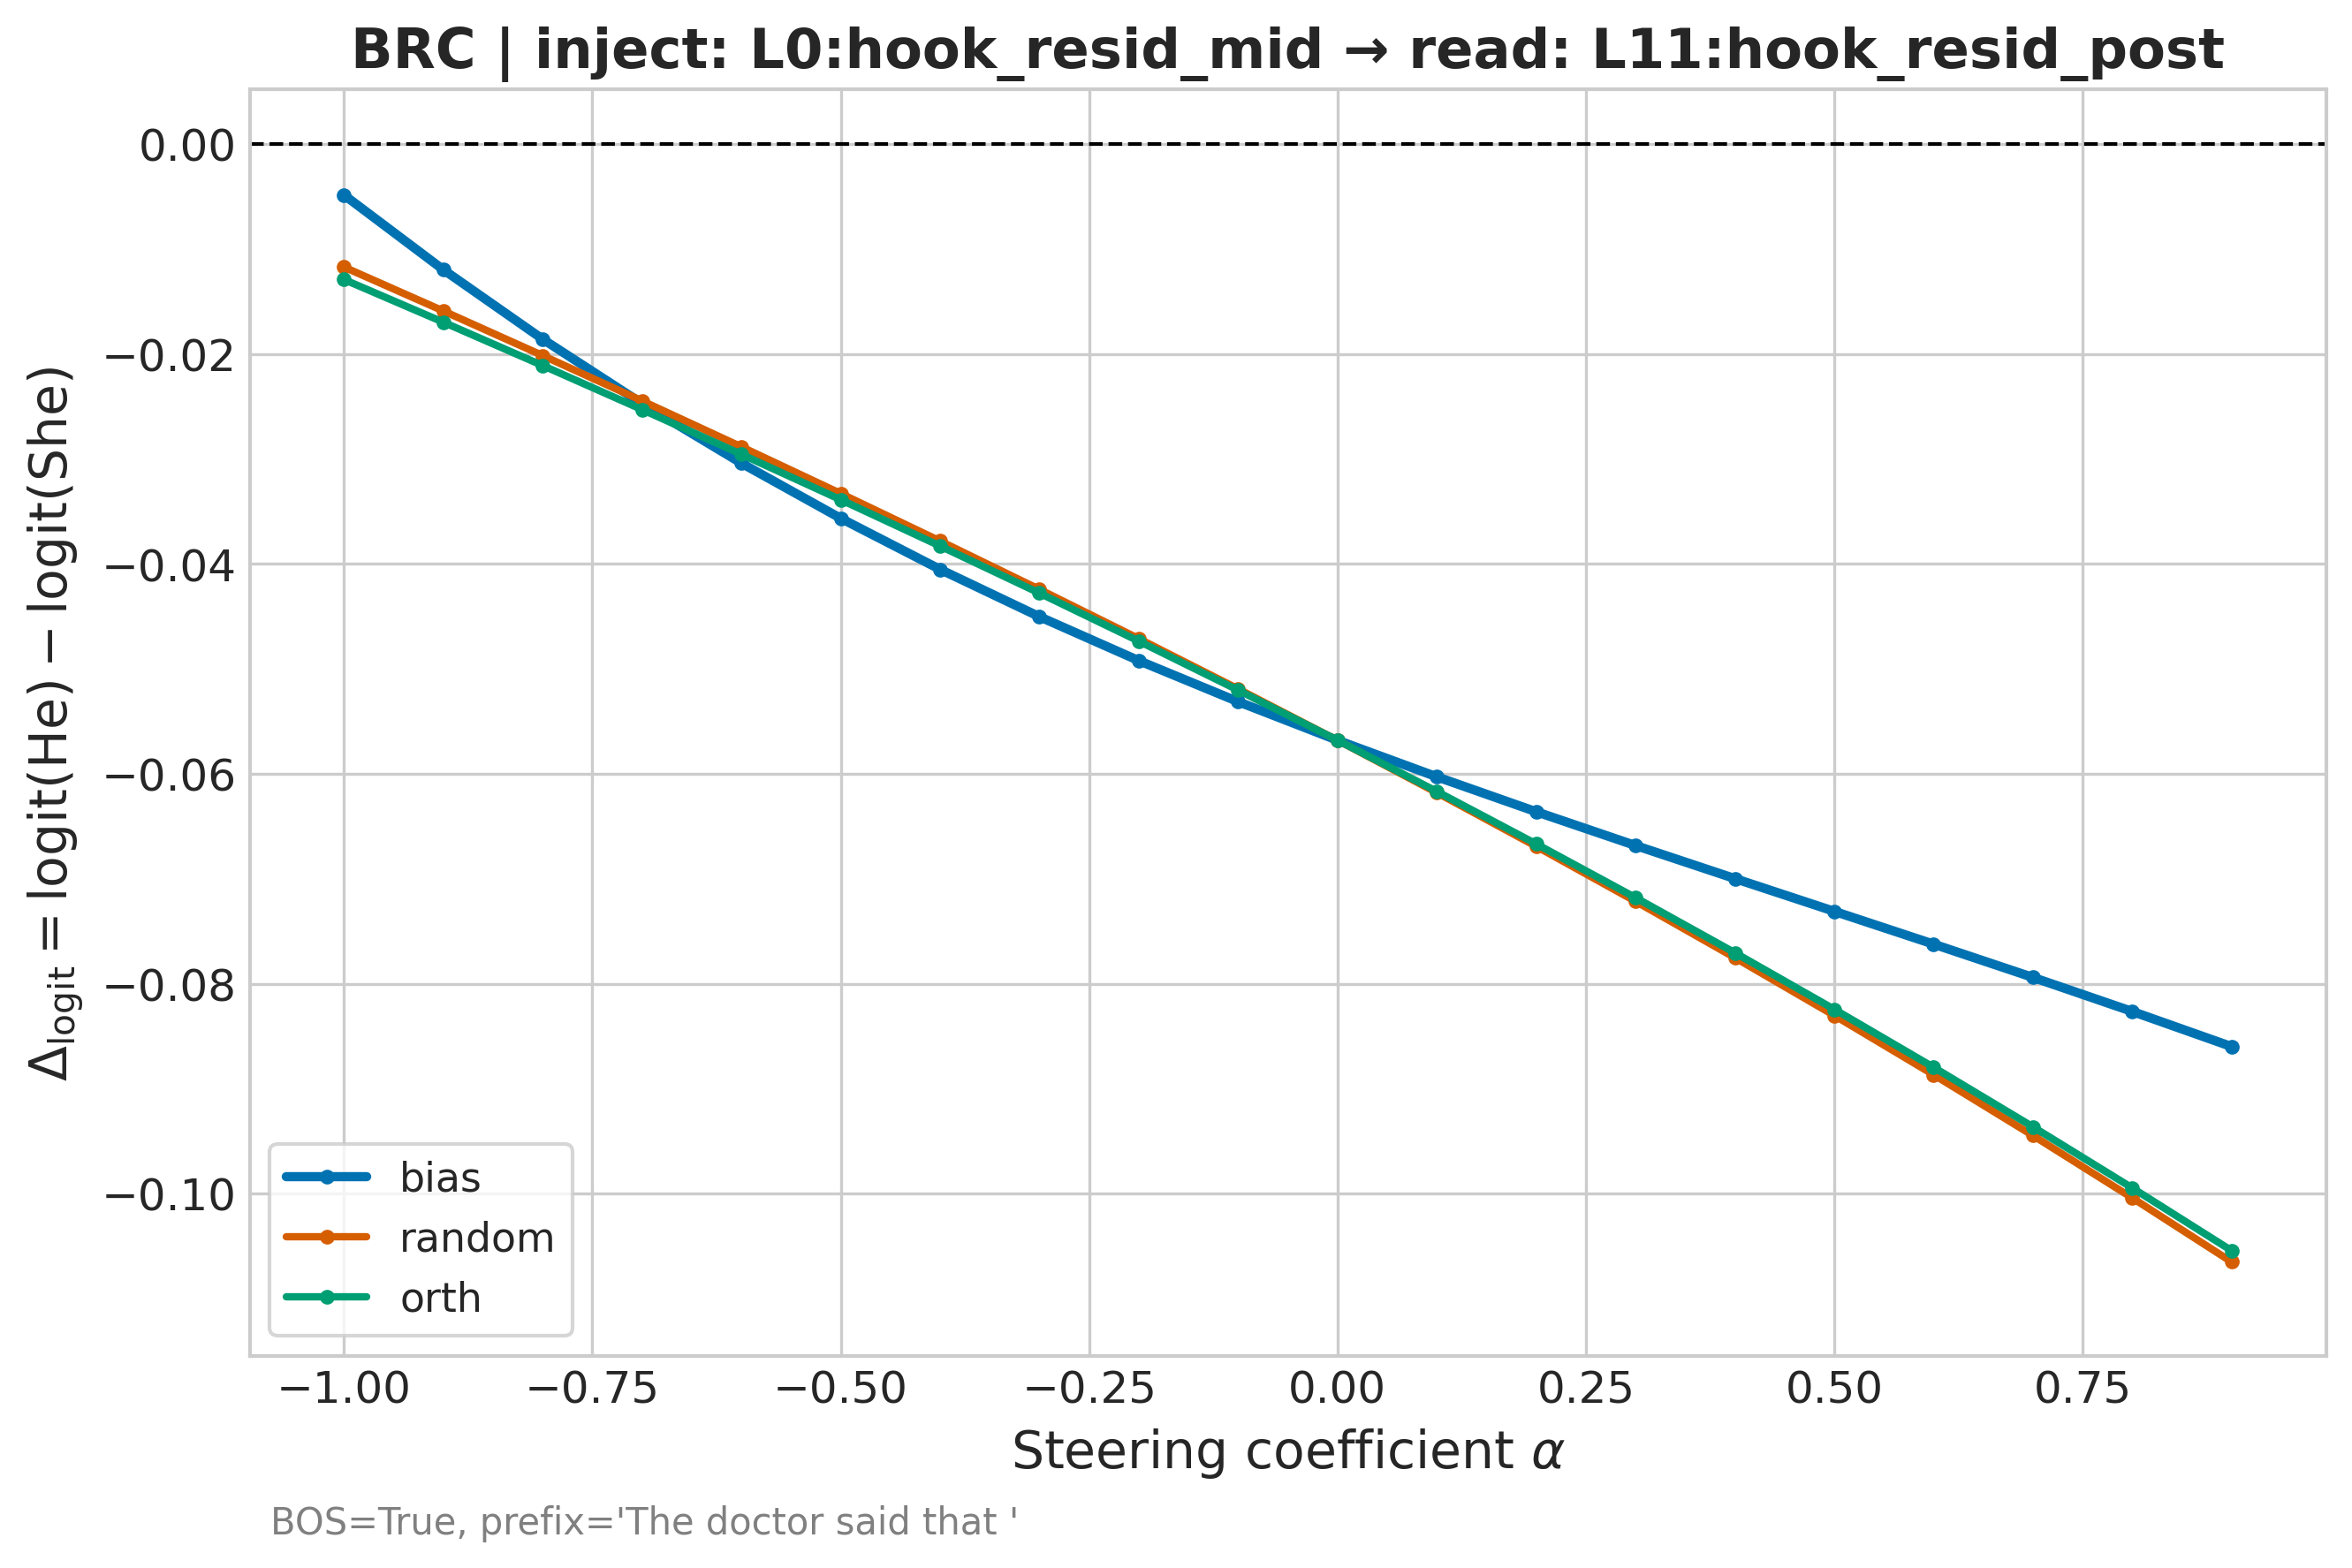 BRC | inject: L0:hook_resid_mid → read: L11:hook_resid_post
Δlogit = logit(He) − logit(She)
0.00
−0.02
−0.04
−0.06
−0.08
−0.10
bias
random
orth
−1.00 −0.75 −0.50 −0.25 0.00 0.25 0.50 0.75
Steering coefficient α
BOS=True, prefix='The doctor said that '